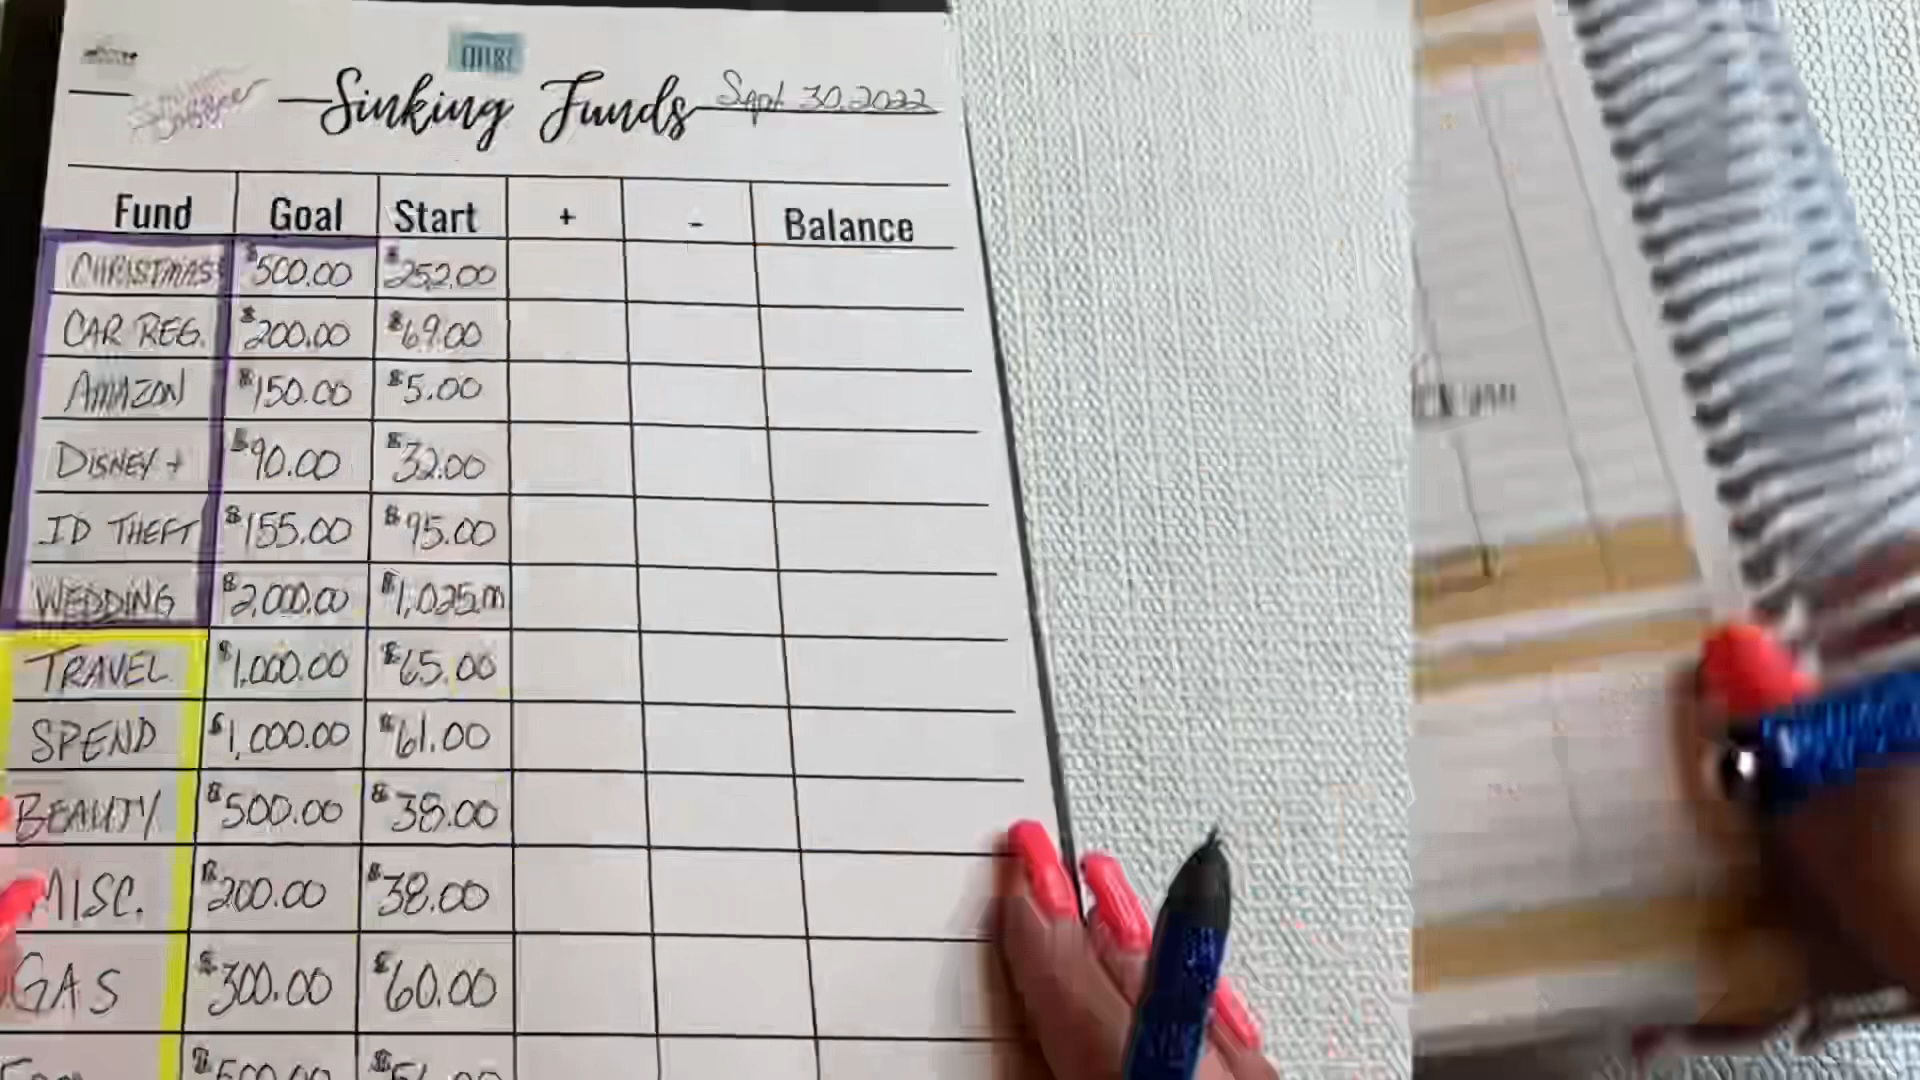 Sinking Funds Sept 30, 2022
Fund Goal Start + - Balance
CHRISTMAS $500.00 $252.00
CAR REG. $200.00 $69.00
AMAZON $150.00 $5.00
DISNEY + $90.00 $32.00
ID THEFT $155.00 $95.00
WEDDING $2,000.00 $1,025.00
TRAVEL $1,000.00 $65.00
SPEND $1,000.00 $61.00
BEAUTY $500.00 $38.00
MISC. $200.00 $38.00
GAS $300.00 $60.00